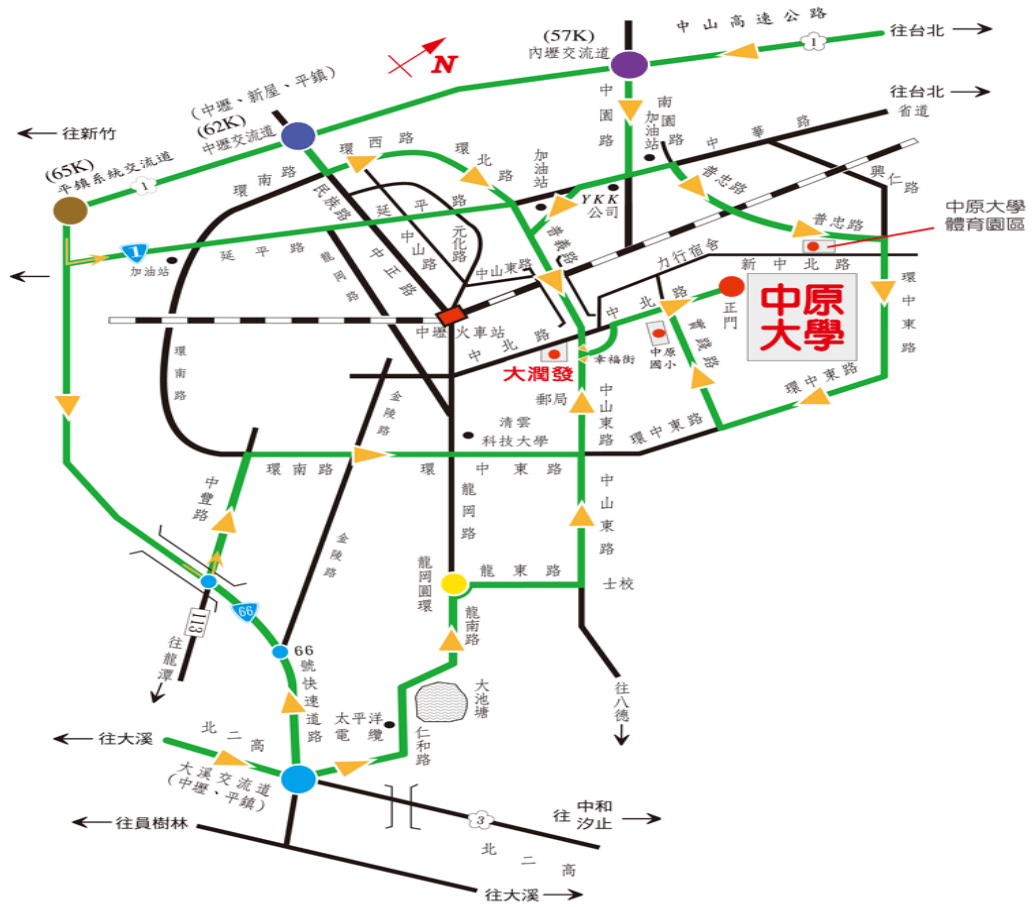 中山高速公路
1
往台北
(57K)
內壢交流道
N
往台北
省道
(中壢、新屋、平鎮)
(62K)
中壢交流道
往新竹
(65K)
平鎮系統交流道
1
中園路
南園路
加油站
中華路
環西路
環北路
加油站
YKK
公司
普忠路
興仁路
普忠路
中原大學
體育園區
環南路
民族路
延平路
元化路
中山路
中正路
龍岡路
延平路
1
加油站
普義路
中山東路
力行宿舍
新中北路
中原
大學
正門
中北路
環中東路
中壢火車站
中北路
大潤發
幸福街
中原
國小
實踐路
環中東路
環中東路
郵局
中山東路
環南路
金陵路
清雲
科技大學
環南路
環中東路
中豐路
龍岡路
中山東路
金陵路
龍岡圓環
龍東路
士校
龍南路
66
113
往龍潭
66
號快速道路
太平洋
電纜
大池塘
仁和路
往八德
往大溪
北二高
大溪交流道
(中壢、平鎮)
往員樹林
3
往
中和
汐止
北二高
往大溪